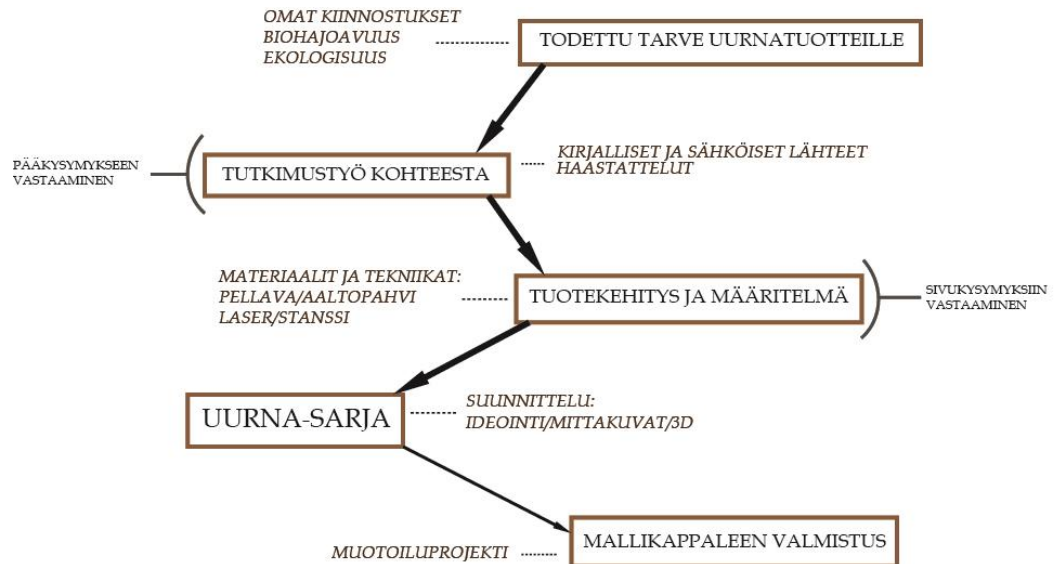 OMAT KIINNOSTUKSET
BIOHAJOAVUUS
EKOLOGISUUS
TODETTU TARVE UURNATUOTTEILLE
PÄÄKYSYMYKSEEN
VASTAAMINEN
TUTKIMUSTYÖ KOHTEESTA
KIRJALLISET JA SÄHKÖISET LÄHTEET
HAASTATTELUT
MATERIAALIT JA TEKNIIKAT:
PELLAVA/AALTOPAHVI
LASER/STANSSI
TUOTEKEHITYS JA MÄÄRITELMÄ
SIVUKYSYMYKSIIN
VASTAAMINEN
UURNA-SARJA
SUUNNITTELU:
IDEOINTI/MITTAKUVAT/3D
MUOTOILUPROJEKTI
MALLIKAPPALEEN VALMISTUS